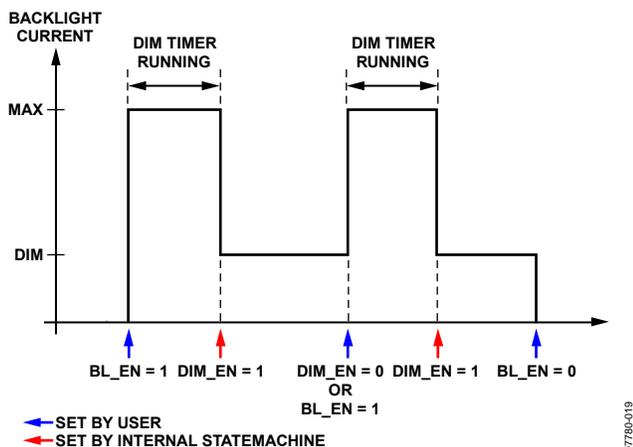 BACKLIGHT
CURRENT
DIM TIMER
RUNNING
DIM TIMER
RUNNING
MAX
DIM
BL_EN = 1
DIM_EN = 1
DIM_EN = 0
OR
BL_EN = 1
DIM_EN = 1
BL_EN = 0
SET BY USER
SET BY INTERNAL STATEMACHINE
7780-019